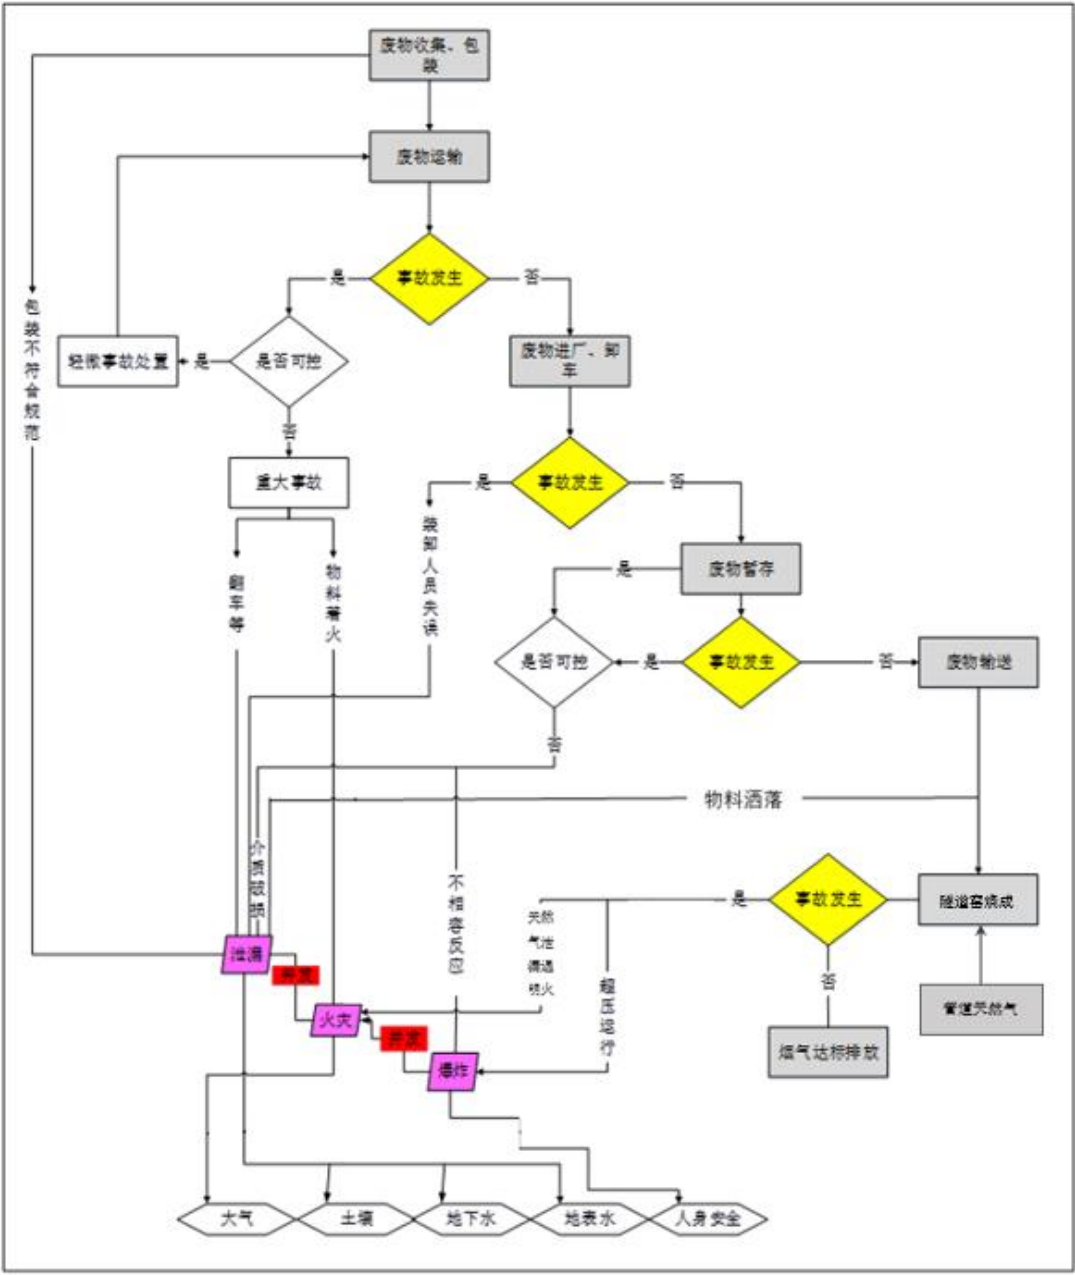 废物收集、包
装
废物运输
事故发生
是
否
包装不符合规范
轻微事故处置
是
是否可控
废物进厂、卸
车
否
重大事故
是
事故发生
否
装卸人员失误
翻车等
物料着火
是
废物暂存
是否可控
是
事故发生
否
废物输送
否
物料洒落
介质破损
不相容反应
天然
气泄
漏遇
明火
超压运行
是
事故发生
隧道窑烧成
泄漏
并发
火灾
并发
爆炸
否
管道天然气
烟气达标排放
大气
土壤
地下水
地表水
人身安全